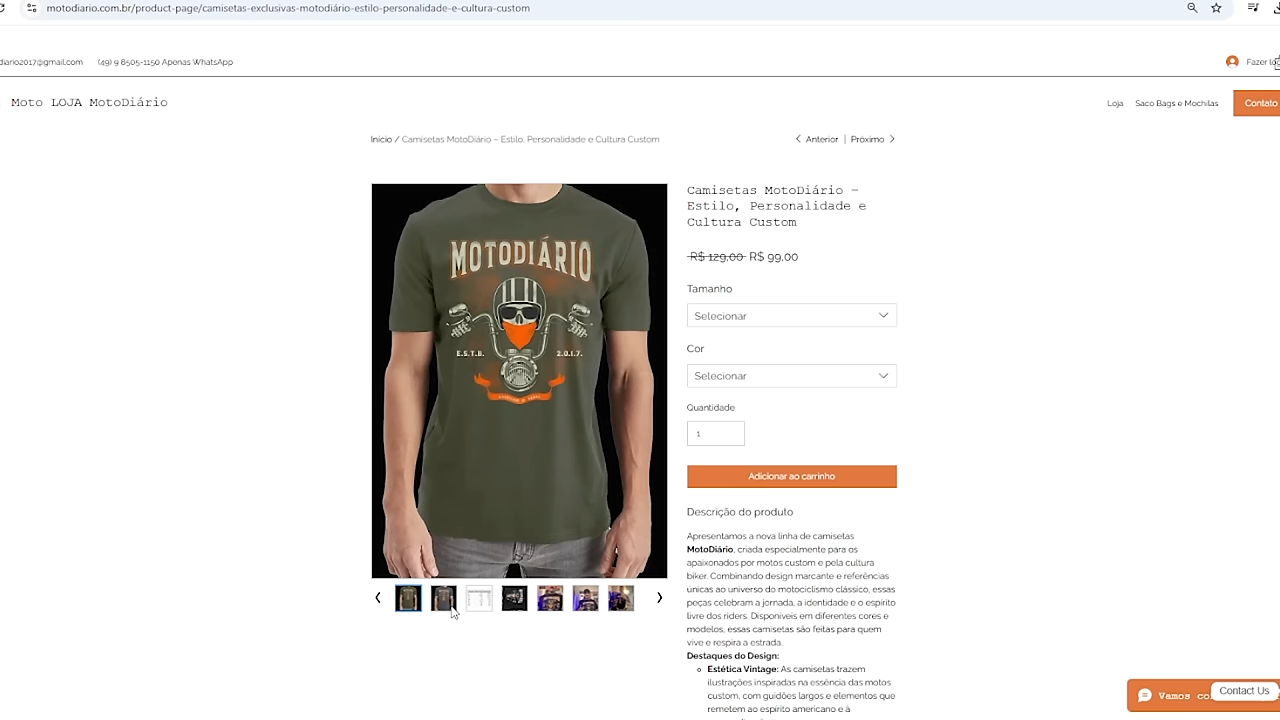 motodiario.com.br/product-page/camisetas-exclusivas-motodiário-estilo-personalidade-e-cultura-custom
diario2017@gmail.com (49) 9 8505-1150 Apenas WhatsApp
Fazer
Moto LOJA MotoDiário
Loja Saco Bags e Mochilas Contato
Início / Camisetas MotoDiário – Estilo, Personalidade e Cultura Custom
Anterior | Próximo
MOTODIÁRIO
E.S.T.B. 2.0.1.7.
Camisetas MotoDiário –
Estilo, Personalidade e
Cultura Custom
R$ 129,00 R$ 99,00
Tamanho
Selecionar
Cor
Selecionar
Quantidade
1
Adicionar ao carrinho
Descrição do produto
Apresentamos a nova linha de camisetas
MotoDiário, criada especialmente para os
apaixonados por motos custom e pela cultura
biker. Combinando design marcante e referências
únicas ao universo do motociclismo clássico, essas
peças celebram a jornada, a identidade e o espírito
livre dos riders. Disponíveis em diferentes cores e
modelos, essas camisetas são feitas para quem
vive e respira a estrada.
Destaques do Design:
Estética Vintage: As camisetas trazem
ilustrações inspiradas na essência das motos
custom, com guidões largos e elementos que
remetem ao espírito americano e à
Vamos
Contact Us